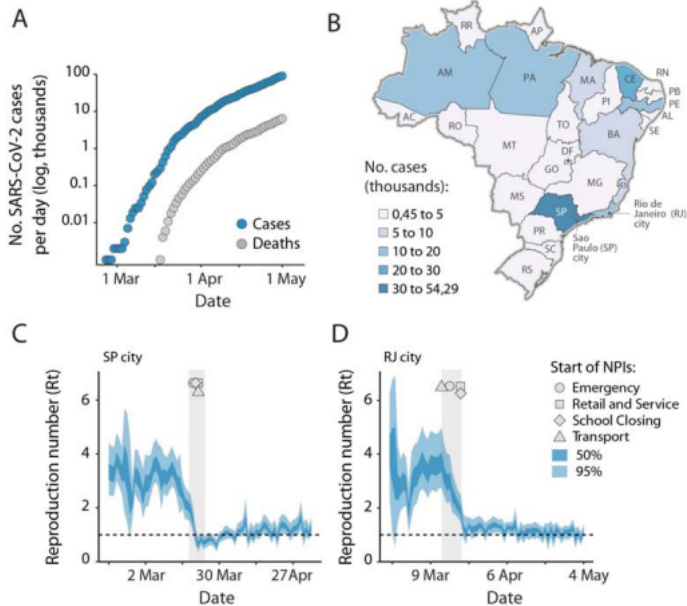 A
No. SARS-CoV-2 cases
per day (log, thousands)
100
10
1
0.1
0.01
Cases
Deaths
1 Mar
1 Apr
1 May
Date
B
RR
AP
AM
PA
MA
CE
RN
PB
PE
AL
SE
PI
AC
RO
TO
BA
MT
DF
GO
MG
ES
MS
SP
PR
SC
RS
Rio de
Janeiro (RJ)
city
Sao
Paulo (SP)
city
No. cases
(thousands):
0,45 to 5
5 to 10
10 to 20
20 to 30
30 to 54,29
C
SP city
Reproduction number (Rt)
6
4
2
0
2 Mar
30 Mar
27Apr
Date
D
RJ city
Reproduction number (Rt)
6
4
2
0
9 Mar
6 Apr
4 May
Date
Start of NPIs:
Emergency
Retail and Service
School Closing
Transport
50%
95%